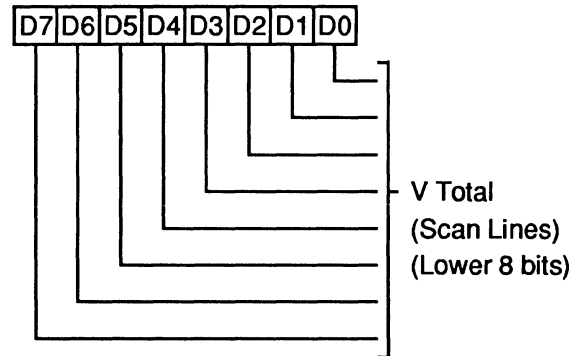 D7 D6 D5 D4 D3 D2 D1 D0
V Total
(Scan Lines)
(Lower 8 bits)